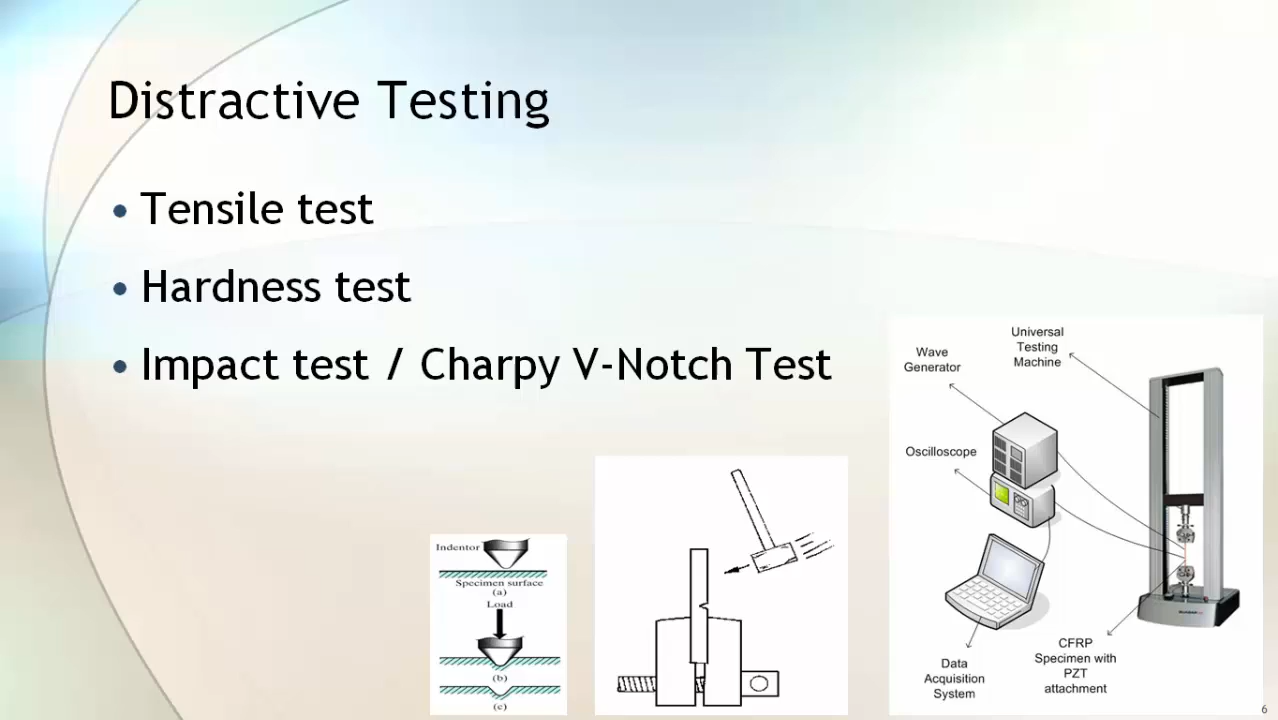 Distractive Testing
• Tensile test
• Hardness test
• Impact test / Charpy V-Notch Test
Indentor
Specimen surface
(a)
Load
(b)
(c)
Universal
Testing
Machine
Wave
Generator
Oscilloscope
Data
Acquisition
System
CFRP
Specimen with
PZT
attachment
6